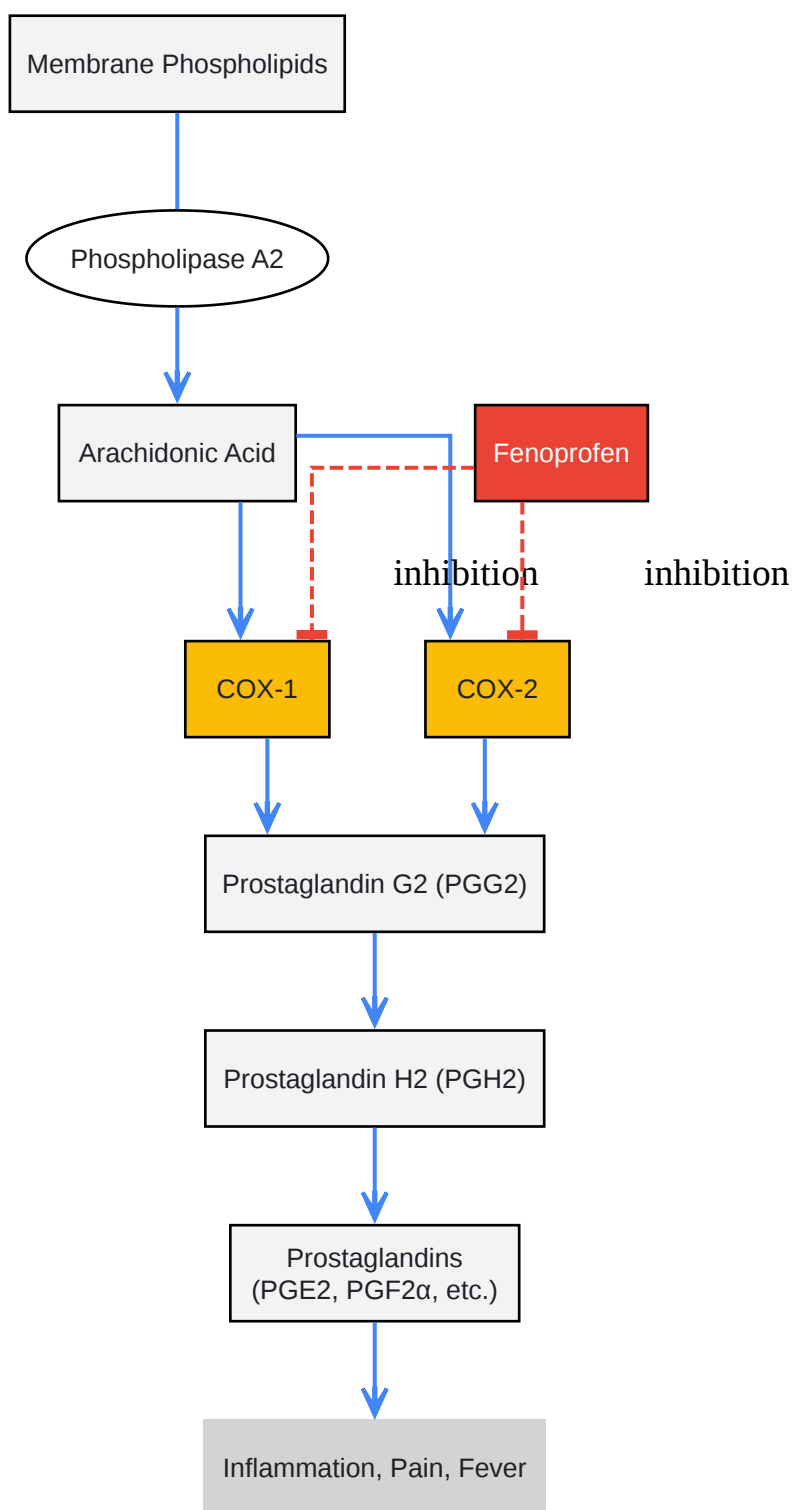 Membrane Phospholipids
Phospholipase A2
Arachidonic Acid
Fenoprofen
inhibition
inhibition
COX-1
COX-2
Prostaglandin G2 (PGG2)
Prostaglandin H2 (PGH2)
Prostaglandins
(PGE2, PGF2α, etc.)
Inflammation, Pain, Fever